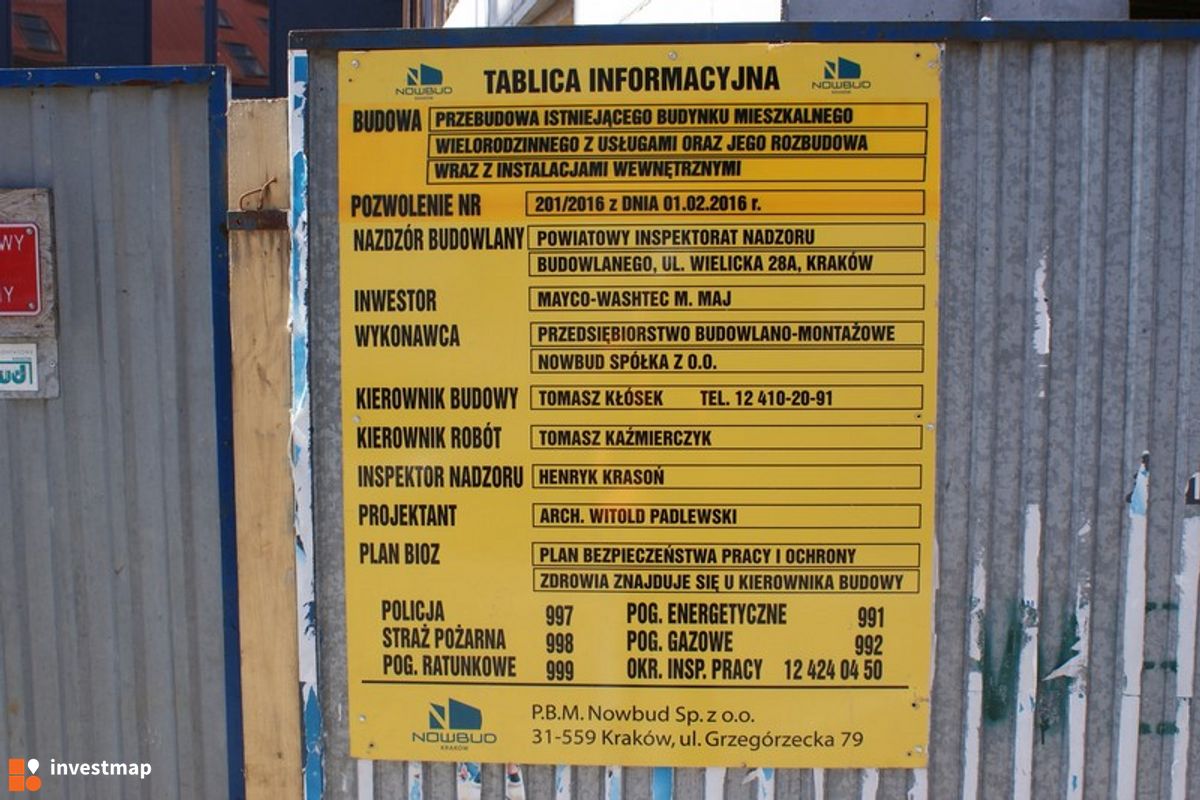 NOWBUD
KRAKÓW
TABLICA INFORMACYJNA
NOWBUD
KRAKÓW
BUDOWA PRZEBUDOWA ISTNIEJĄCEGO BUDYNKU MIESZKALNEGO
WIELORODZINNEGO Z USŁUGAMI ORAZ JEGO ROZBUDOWA
WRAZ Z INSTALACJAMI WEWNĘTRZNYMI
POZWOLENIE NR 201/2016 z DNIA 01.02.2016 r.
NAZDZÓR BUDOWLANY POWIATOWY INSPEKTORAT NADZORU
BUDOWLANEGO, UL. WIELICKA 28A, KRAKÓW
INWESTOR MAYCO-WASHTEC M. MAJ
WYKONAWCA PRZEDSIĘBIORSTWO BUDOWLANO-MONTAŻOWE
NOWBUD SPÓŁKA Z O.O.
KIEROWNIK BUDOWY TOMASZ KŁÓSEK TEL. 12 410-20-91
KIEROWNIK ROBÓT TOMASZ KAŹMIERCZYK
INSPEKTOR NADZORU HENRYK KRASOŃ
PROJEKTANT ARCH. WITOLD PADLEWSKI
PLAN BIOZ PLAN BEZPIECZEŃSTWA PRACY I OCHRONY
ZDROWIA ZNAJDUJE SIĘ U KIEROWNIKA BUDOWY
POLICJA 997 POG. ENERGETYCZNE 991
STRAŻ POŻARNA 998 POG. GAZOWE 992
POG. RATUNKOWE 999 OKR. INSP. PRACY 12 424 04 50
NOWBUD
KRAKÓW
P.B.M. Nowbud Sp. z o.o.
31-559 Kraków, ul. Grzegórzecka 79
WY
NY
investmap